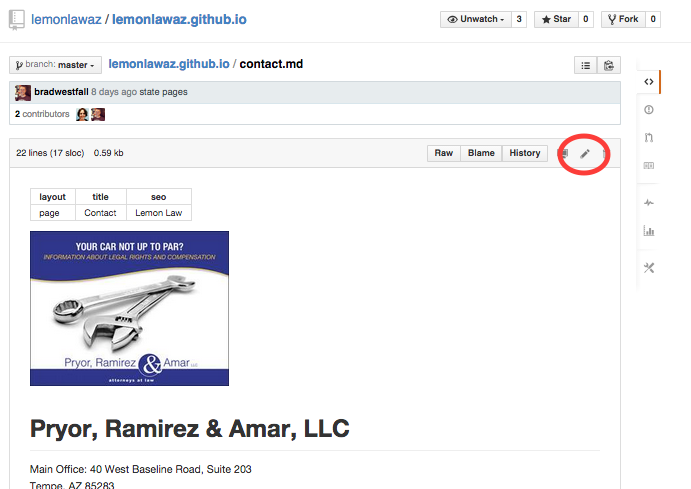 lemonlawaz / lemonlawaz.github.io
Unwatch 3 Star 0 Fork 0
branch: master lemonlawaz.github.io / contact.md
bradwestfall 8 days ago state pages
2 contributors
22 lines (17 sloc) 0.59 kb Raw Blame History
layout title seo
page Contact Lemon Law
YOUR CAR NOT UP TO PAR?
INFORMATION ABOUT LEGAL RIGHTS AND COMPENSATION
Pryor, Ramirez & Amar LLC
attorneys at law
Pryor, Ramirez & Amar, LLC
Main Office: 40 West Baseline Road, Suite 203
Tempe, AZ 85283